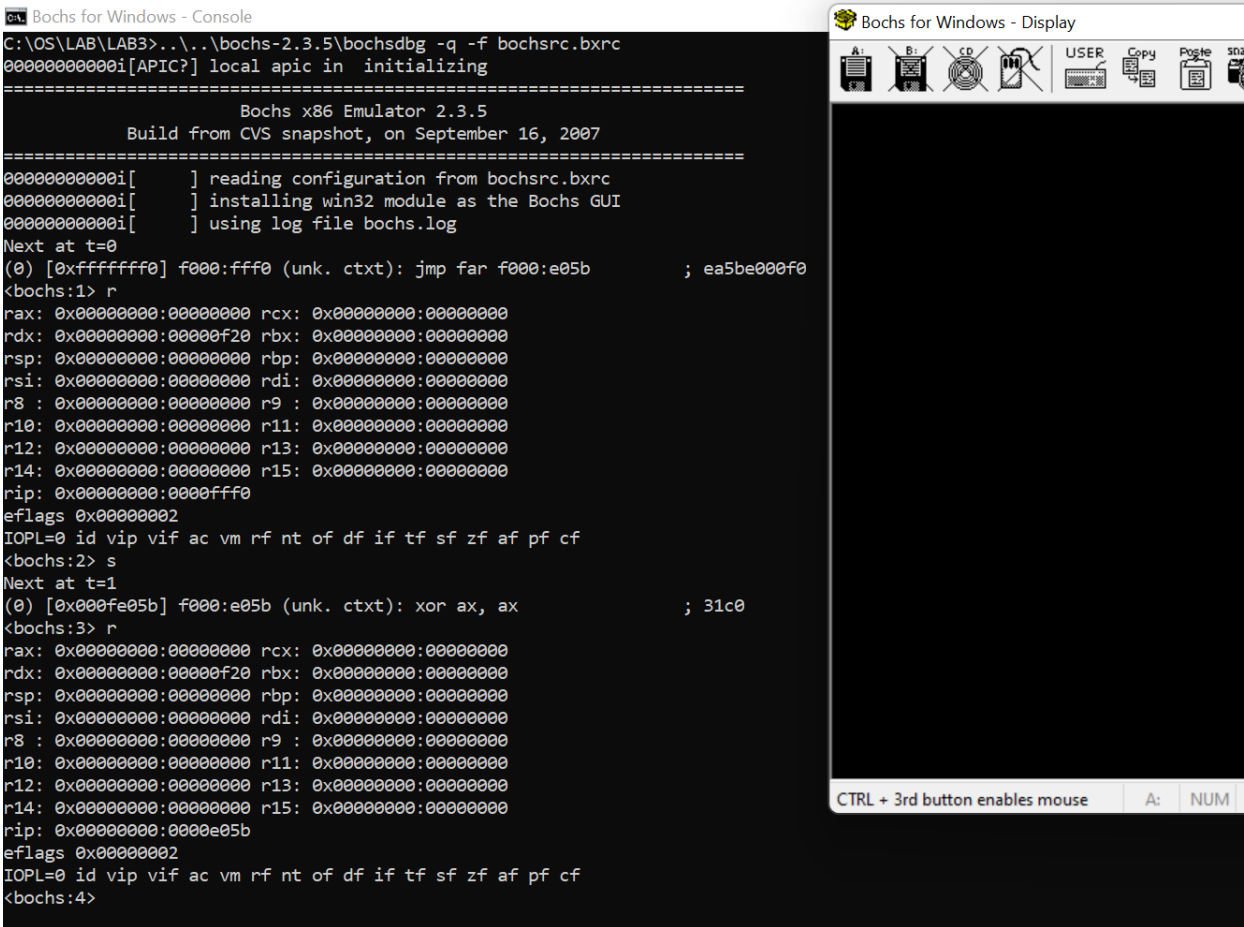 Bochs for Windows - Console
C:\OS\LAB\LAB3>..\..\bochs-2.3.5\bochsdbg -q -f bochsrc.bxrc
00000000000i[APIC?] local apic in  initializing
========================================================================
Bochs x86 Emulator 2.3.5
Build from CVS snapshot, on September 16, 2007
========================================================================
00000000000i[     ] reading configuration from bochsrc.bxrc
00000000000i[     ] installing win32 module as the Bochs GUI
00000000000i[     ] using log file bochs.log
Next at t=0
(0) [0xfffffff0] f000:fff0 (unk. ctxt): jmp far f000:e05b         ; ea5be000f0
<bochs:1> r
rax: 0x00000000:00000000 rcx: 0x00000000:00000000
rdx: 0x00000000:00000f20 rbx: 0x00000000:00000000
rsp: 0x00000000:00000000 rbp: 0x00000000:00000000
rsi: 0x00000000:00000000 rdi: 0x00000000:00000000
r8 : 0x00000000:00000000 r9 : 0x00000000:00000000
r10: 0x00000000:00000000 r11: 0x00000000:00000000
r12: 0x00000000:00000000 r13: 0x00000000:00000000
r14: 0x00000000:00000000 r15: 0x00000000:00000000
rip: 0x00000000:0000fff0
eflags 0x00000002
IOPL=0 id vip vif ac vm rf nt of df if tf sf zf af pf cf
<bochs:2> s
Next at t=1
(0) [0x000fe05b] f000:e05b (unk. ctxt): xor ax, ax                ; 31c0
<bochs:3> r
rax: 0x00000000:00000000 rcx: 0x00000000:00000000
rdx: 0x00000000:00000f20 rbx: 0x00000000:00000000
rsp: 0x00000000:00000000 rbp: 0x00000000:00000000
rsi: 0x00000000:00000000 rdi: 0x00000000:00000000
r8 : 0x00000000:00000000 r9 : 0x00000000:00000000
r10: 0x00000000:00000000 r11: 0x00000000:00000000
r12: 0x00000000:00000000 r13: 0x00000000:00000000
r14: 0x00000000:00000000 r15: 0x00000000:00000000
rip: 0x00000000:0000e05b
eflags 0x00000002
IOPL=0 id vip vif ac vm rf nt of df if tf sf zf af pf cf
<bochs:4>
Bochs for Windows - Display
A: B: CD USER Copy Paste
CTRL + 3rd button enables mouse A: NUM